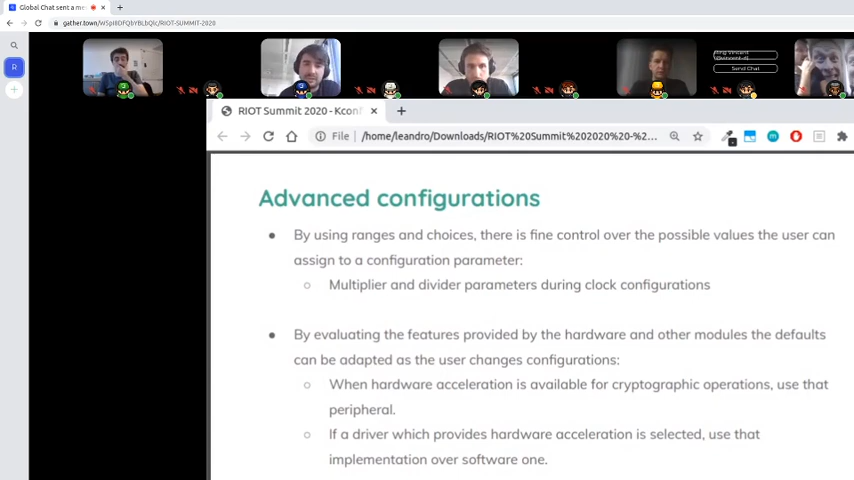 Global Chat sent a me
gather.town/W5pI8OFQbYBLbQlc/RIOT-SUMMIT-2020
R
Send Chat
RIOT Summit 2020 - Kconf
File
/home/leandro/Downloads/RIOT%20Summit%202020%20-%2...
Advanced configurations
By using ranges and choices, there is fine control over the possible values the user can
assign to a configuration parameter:
Multiplier and divider parameters during clock configurations
By evaluating the features provided by the hardware and other modules the defaults
can be adapted as the user changes configurations:
When hardware acceleration is available for cryptographic operations, use that
peripheral.
If a driver which provides hardware acceleration is selected, use that
implementation over software one.